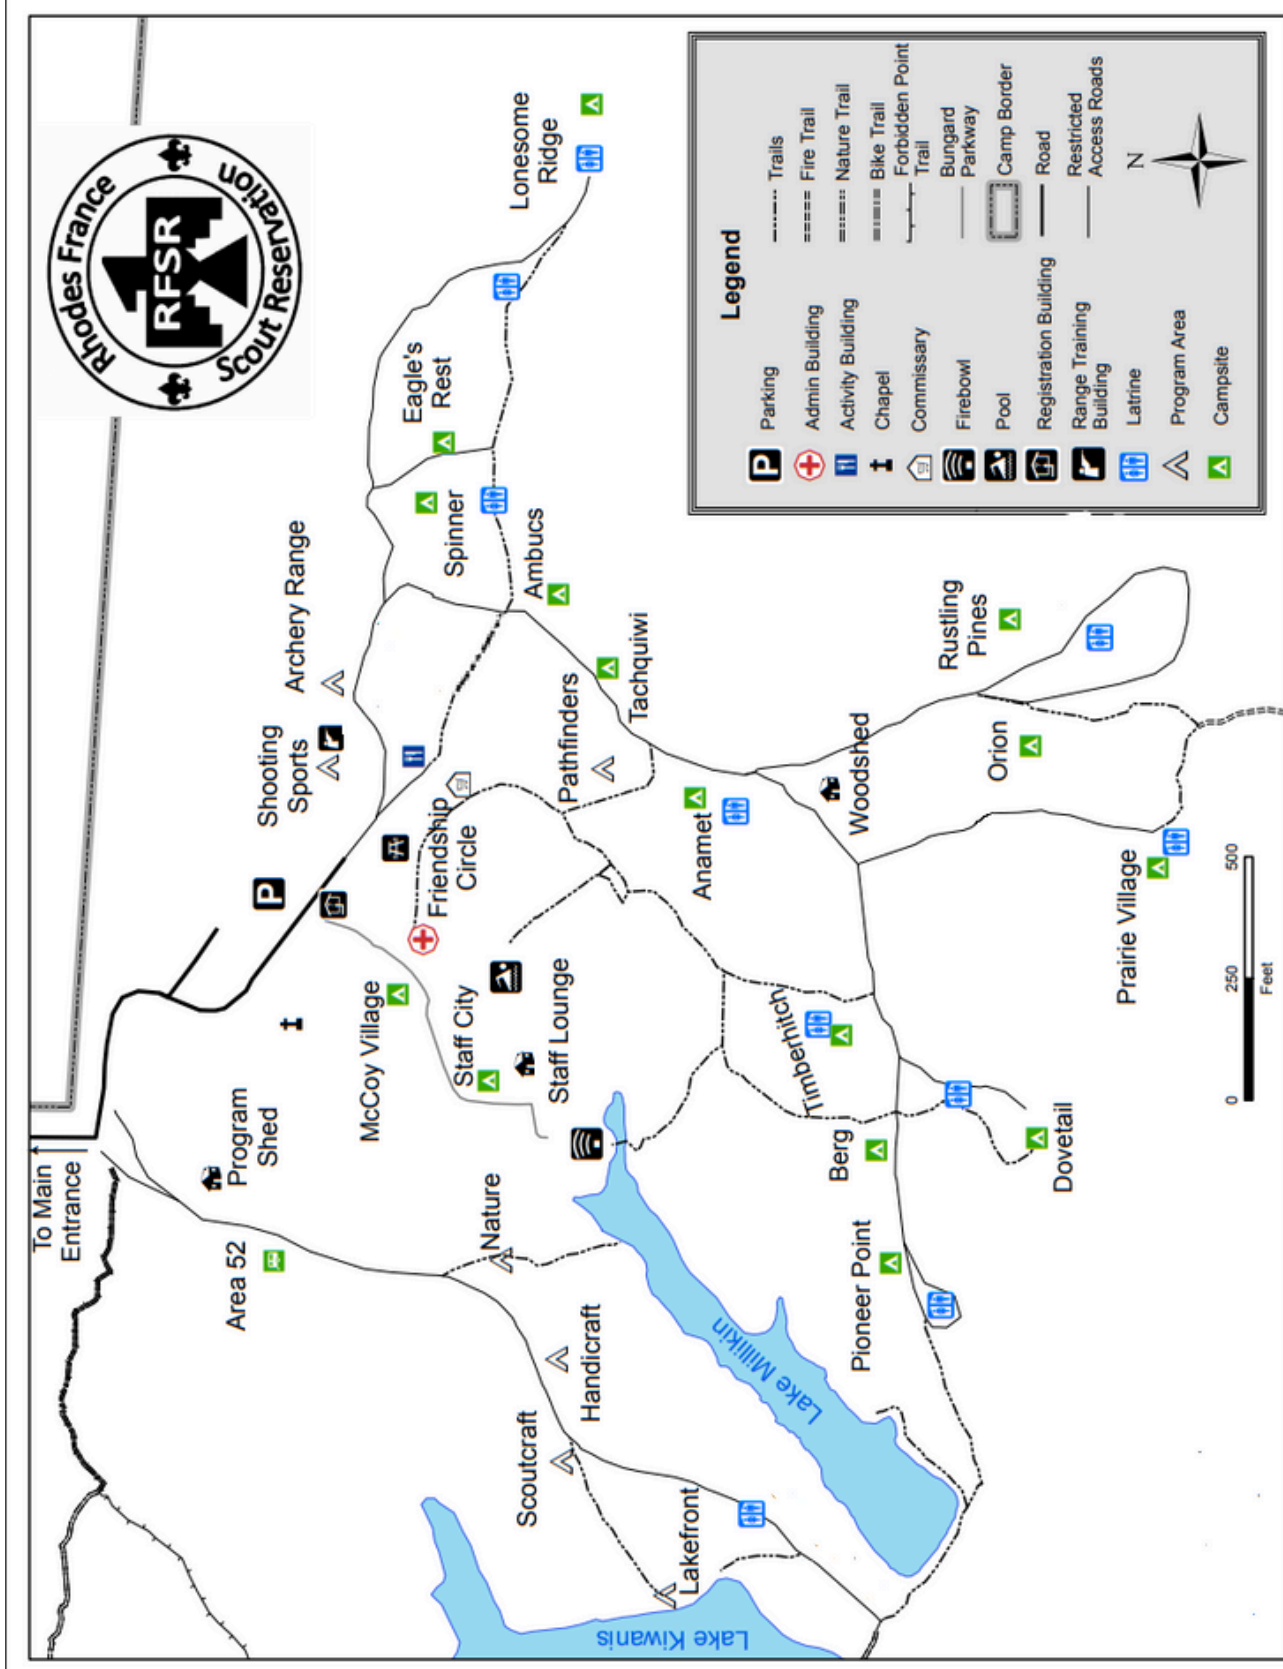 Rhodes France
RFSR
Scout Reservation
To Main
Entrance
Program
Shed
Area 52
Shooting
Sports
Archery Range
Eagle's
Rest
Spinner
Lonesome
Ridge
Ambucs
Tachquiwi
Pathfinders
Friendship
Circle
McCoy Village
Staff City
Staff Lounge
Nature
Handicraft
Scoutcraft
Lakefront
Lake Kiwanis
Lake Millikin
Anamet
Woodshed
Rustling
Pines
Orion
Prairie Village
Timberhitch
Berg
Pioneer Point
Dovetail
0 250 500
Feet
Legend
P Parking
Admin Building
Activity Building
Chapel
Commissary
Firebowl
Pool
Registration Building
Range Training
Building
Latrine
Program Area
Campsite
Trails
Fire Trail
Nature Trail
Bike Trail
Forbidden Point
Trail
Bungard
Parkway
Camp Border
Road
Restricted
Access Roads
N
P